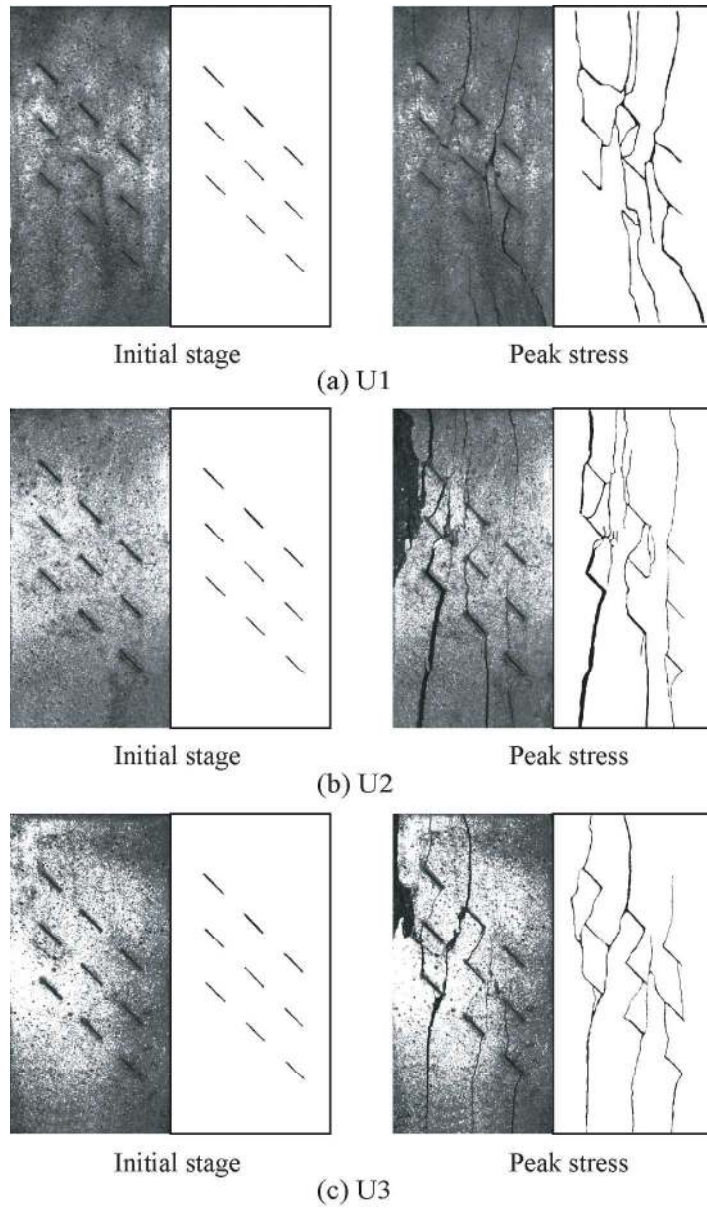 Initial stage
Peak stress
(a) U1
Initial stage
Peak stress
(b) U2
Initial stage
Peak stress
(c) U3